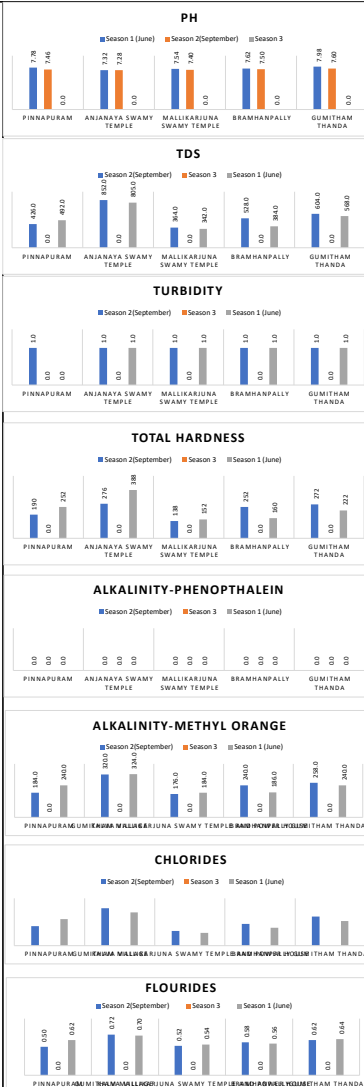 PH
Season 1 (June) Season 2(September) Season 3
7.78 7.46 0.0 7.32 7.28 0.0 7.54 7.40 0.0 7.62 7.50 0.0 7.98 7.60 0.0
PINNAPURAM ANJANAYA SWAMY TEMPLE MALLIKARJUNA SWAMY TEMPLE BRAMHANPALLY GUMITHAM THANDA
TDS
Season 2(September) Season 3 Season 1 (June)
426.0 0.0 492.0 852.0 0.0 805.0 364.0 0.0 342.0 528.0 0.0 384.0 604.0 0.0 568.0
PINNAPURAM ANJANAYA SWAMY TEMPLE MALLIKARJUNA SWAMY TEMPLE BRAMHANPALLY GUMITHAM THANDA
TURBIDITY
Season 2(September) Season 3 Season 1 (June)
1.0 0.0 0.0 1.0 0.0 1.0 1.0 0.0 1.0 1.0 0.0 1.0 1.0 0.0 1.0
PINNAPURAM ANJANAYA SWAMY TEMPLE MALLIKARJUNA SWAMY TEMPLE BRAMHANPALLY GUMITHAM THANDA
TOTAL HARDNESS
Season 2(September) Season 3 Season 1 (June)
190 0.0 252 276 0.0 388 138 0.0 152 252 0.0 160 272 0.0 222
PINNAPURAM ANJANAYA SWAMY TEMPLE MALLIKARJUNA SWAMY TEMPLE BRAMHANPALLY GUMITHAM THANDA
ALKALINITY-PHENOPTHALEIN
Season 2(September) Season 3 Season 1 (June)
0.0 0.0 0.0 0.0 0.0 0.0 0.0 0.0 0.0 0.0 0.0 0.0 0.0 0.0 0.0
PINNAPURAM ANJANAYA SWAMY TEMPLE MALLIKARJUNA SWAMY TEMPLE BRAMHANPALLY GUMITHAM THANDA
ALKALINITY-METHYL ORANGE
Season 2(September) Season 3 Season 1 (June)
184.0 0.0 240.0 320.0 0.0 324.0 176.0 0.0 184.0 240.0 0.0 186.0 258.0 0.0 240.0
PINNAPURAM SWAMY TEMPLE THANDA
CHLORIDES
Season 2(September) Season 3 Season 1 (June)
PINNAPURAM SWAMY TEMPLE THANDA
FLOURIDES
Season 2(September) Season 3 Season 1 (June)
0.50 0.0 0.62 0.72 0.0 0.70 0.52 0.0 0.54 0.58 0.0 0.56 0.62 0.0 0.64
PINNAPURAM SWAMY TEMPLE THANDA